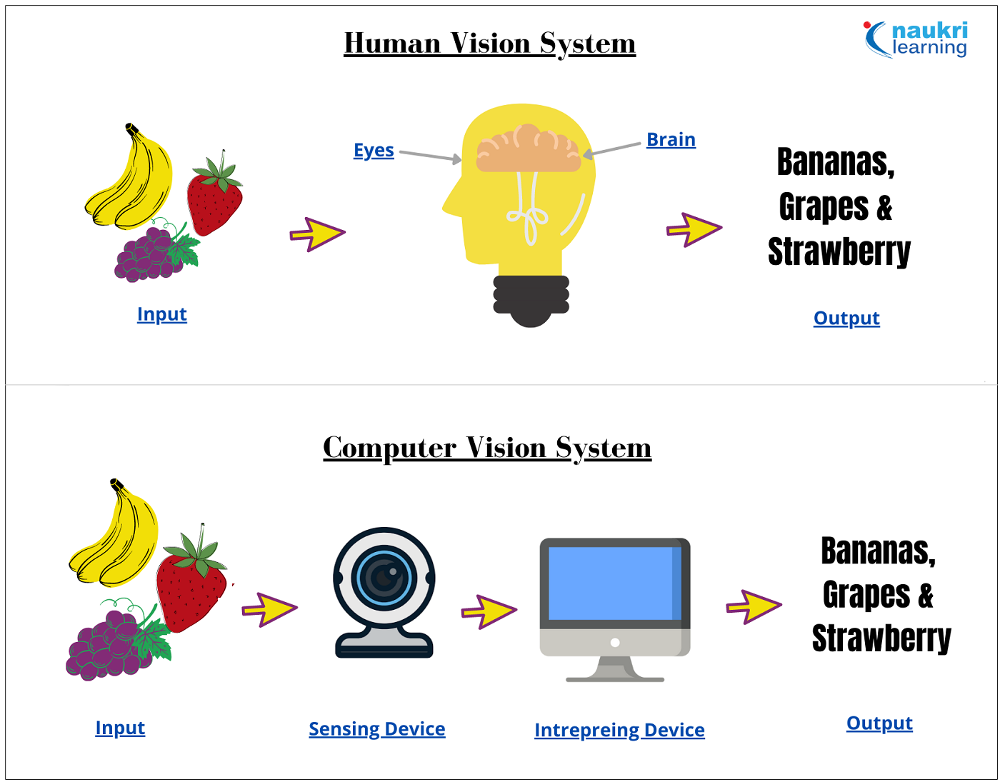 Human Vision System
naukri
learning
Eyes
Brain
Bananas,
Grapes &
Strawberry
Input
Output
Computer Vision System
Bananas,
Grapes &
Strawberry
Input
Sensing Device
Intrepreing Device
Output